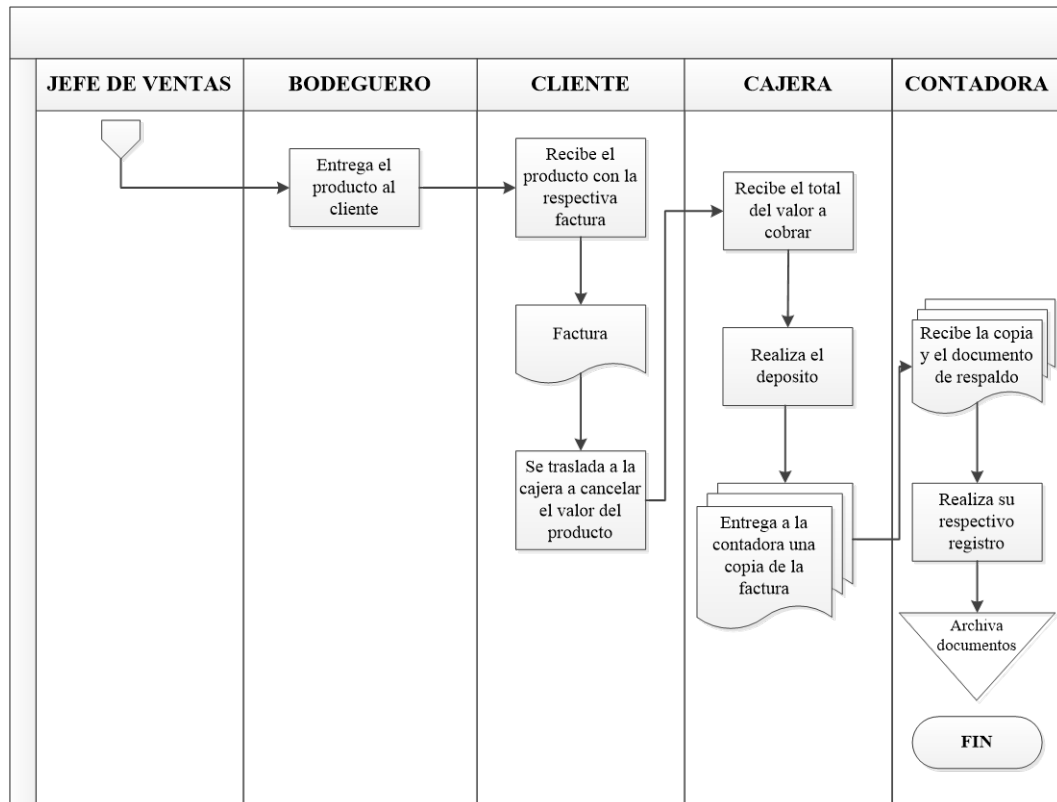 JEFE DE VENTAS
BODEGUERO
CLIENTE
CAJERA
CONTADORA
Entrega el
producto al
cliente
Recibe el
producto con la
respectiva
factura
Factura
Se traslada a la
cajera a cancelar
el valor del
producto
Recibe el total
del valor a
cobrar
Realiza el
deposito
Entrega a la
contadora una
copia de la
factura
Recibe la copia
y el documento
de respaldo
Realiza su
respectivo
registro
Archiva
documentos
FIN